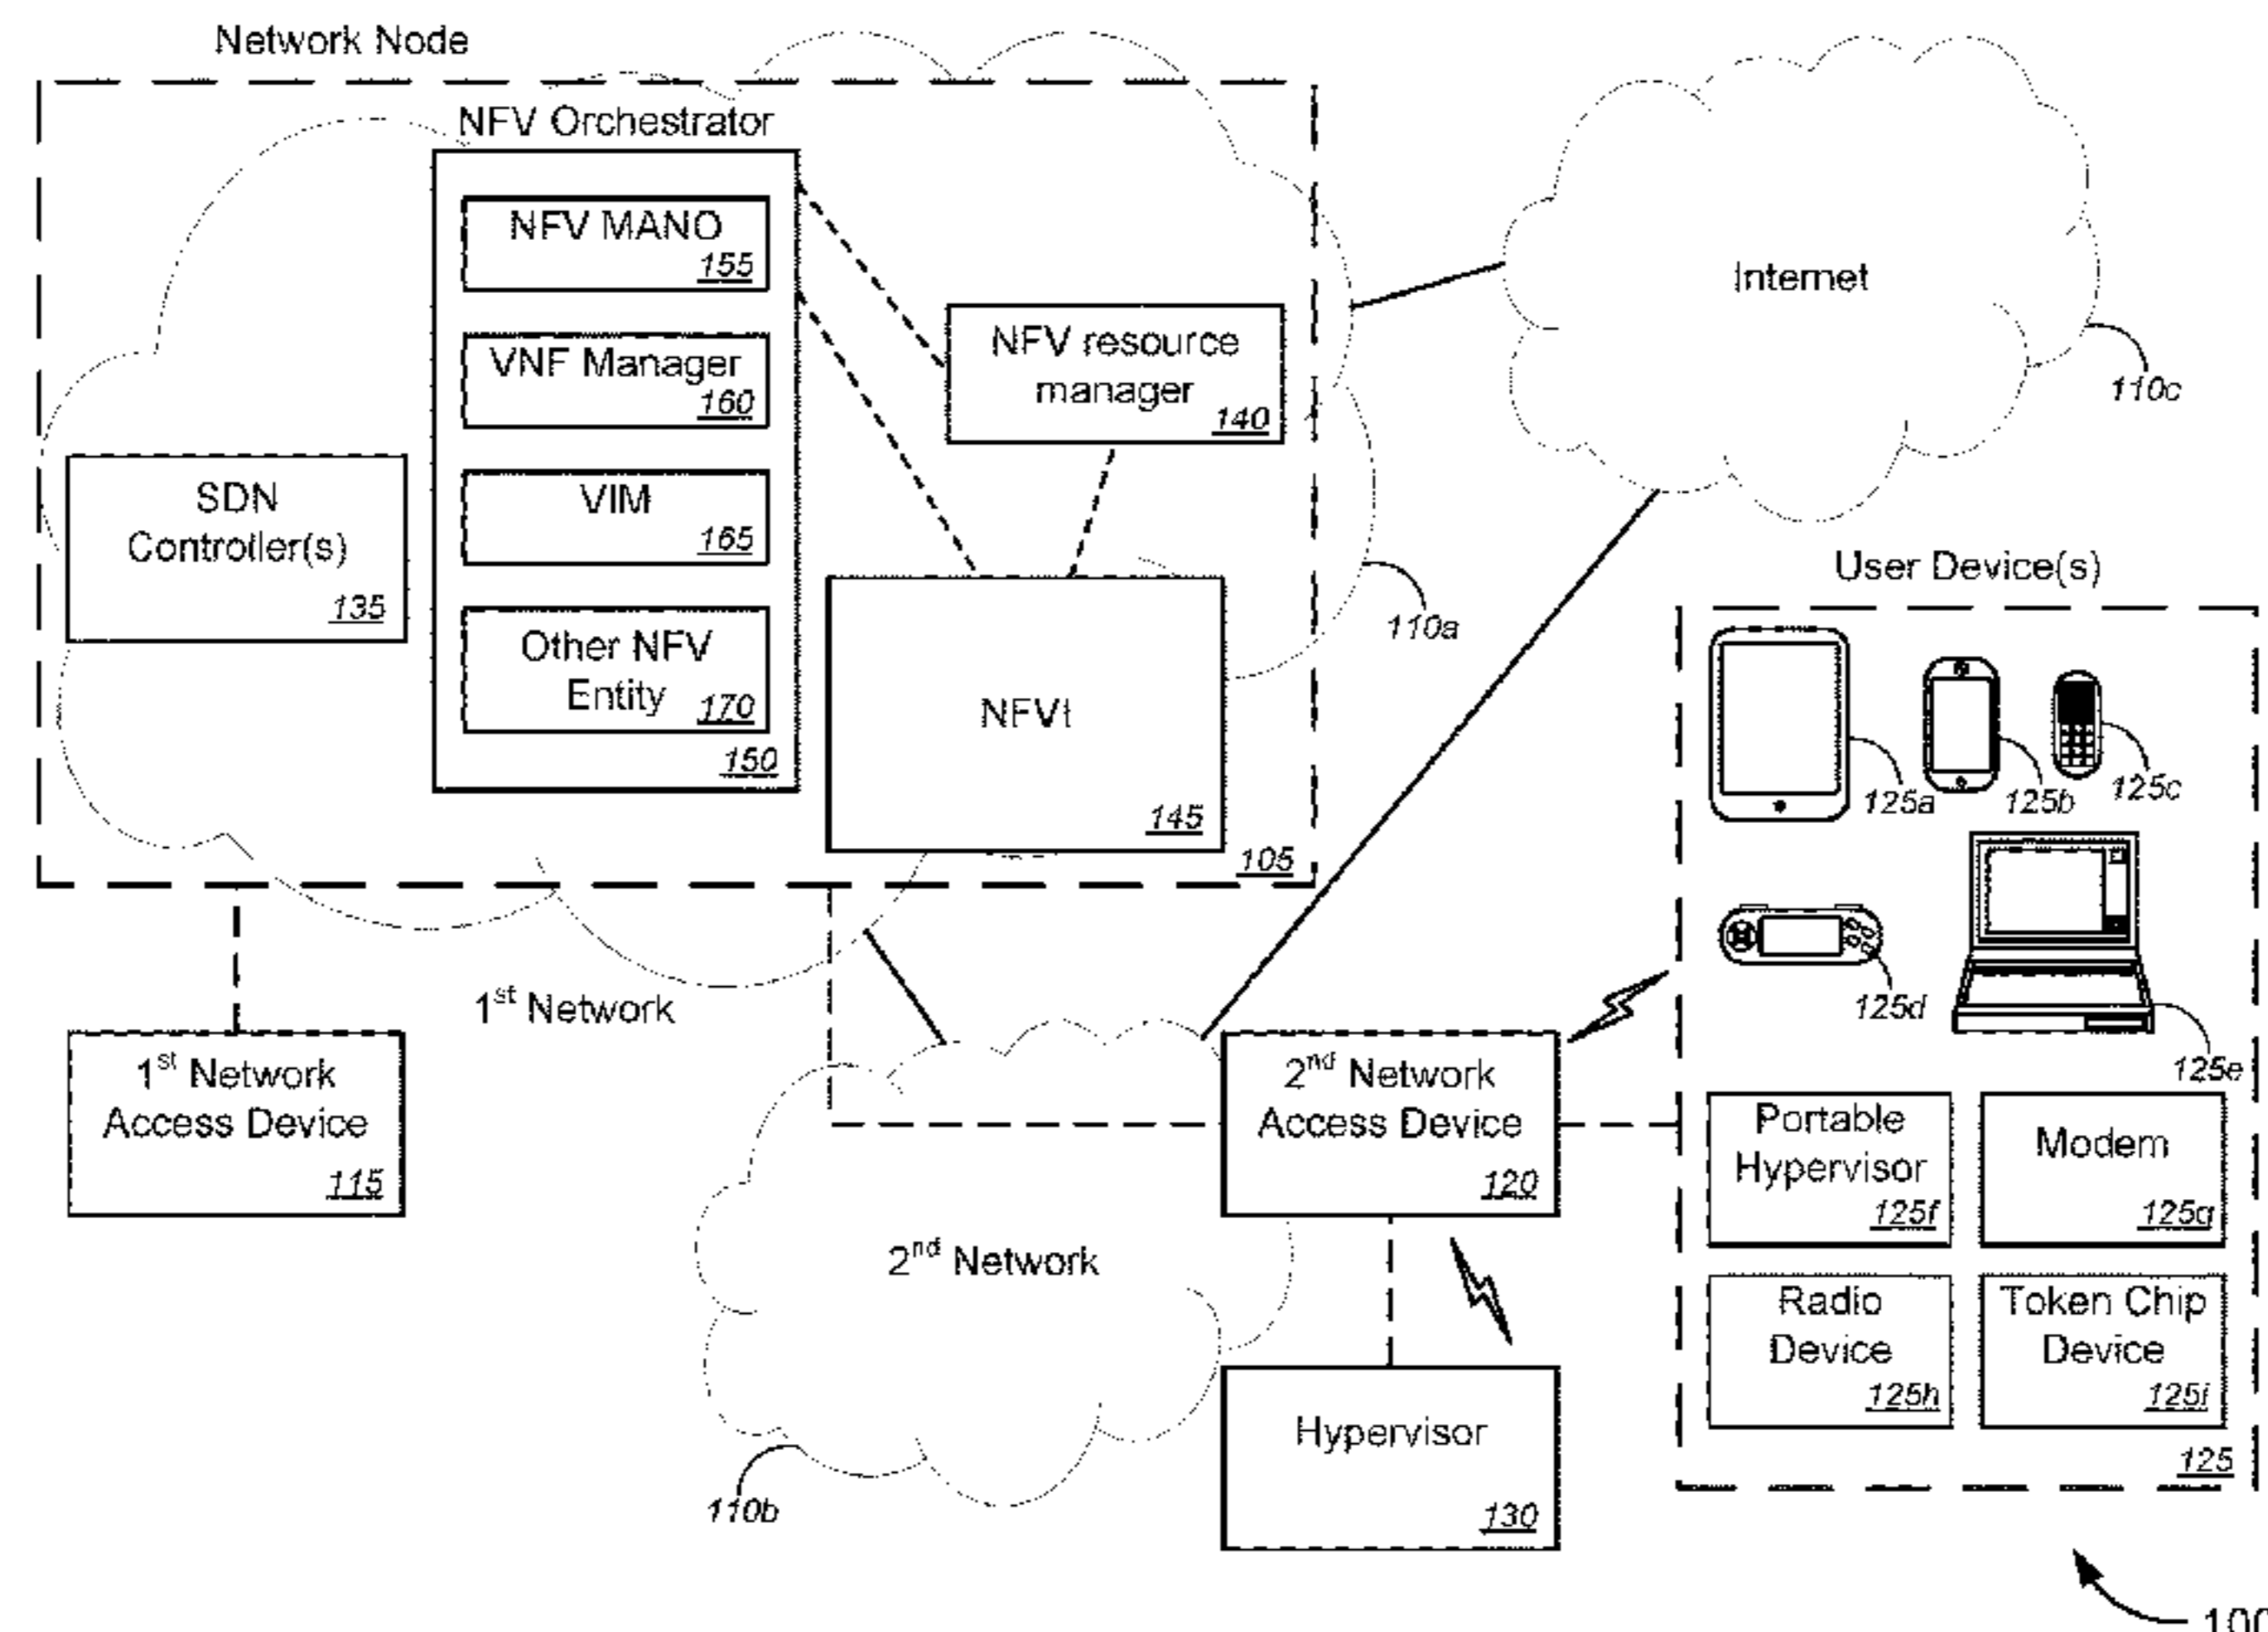 Network Node
NFV Orchestrator
NFV MANO
155
VNF Manager
160
VIM
165
Other NFV
Entity
170
150
SDN
Controller(s)
135
NFV resource
manager
140
NFVI
145
105
110a
Internet
110c
1st Network
1st Network
Access Device
115
2nd Network
110b
2nd Network
Access Device
120
Hypervisor
130
User Device(s)
125a
125b
125c
125d
125e
Portable
Hypervisor
125f
Modem
125g
Radio
Device
125h
Token Chip
Device
125i
125
100